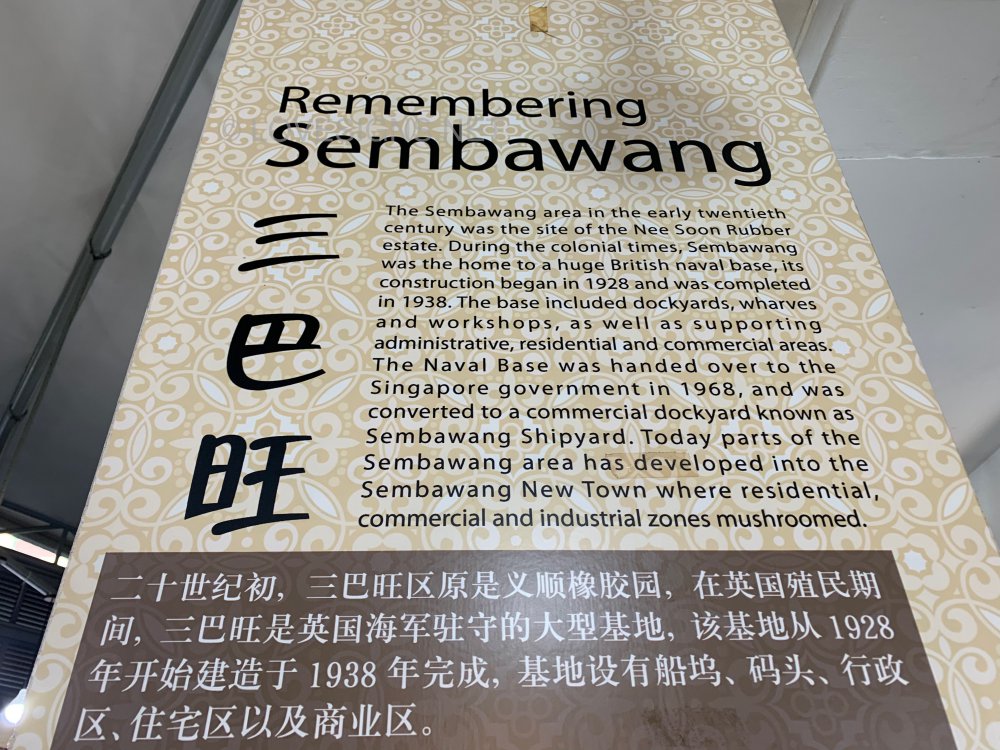 Remembering
Sembawang
三巴旺
The Sembawang area in the early twentieth
century was the site of the Nee Soon Rubber
estate. During the colonial times, Sembawang
was the home to a huge British naval base, its
construction began in 1928 and was completed
in 1938. The base included dockyards, wharves
and workshops, as well as supporting
administrative, residential and commercial areas.
The Naval Base was handed over to the
Singapore government in 1968, and was
converted to a commercial dockyard known as
Sembawang Shipyard. Today parts of the
Sembawang area has developed into the
Sembawang New Town where residential,
commercial and industrial zones mushroomed.
二十世纪初，三巴旺区原是义顺橡胶园，在英国殖民期
间，三巴旺是英国海军驻守的大型基地，该基地从 1928
年开始建造于 1938 年完成，基地设有船坞、码头、行政
区、住宅区以及商业区。